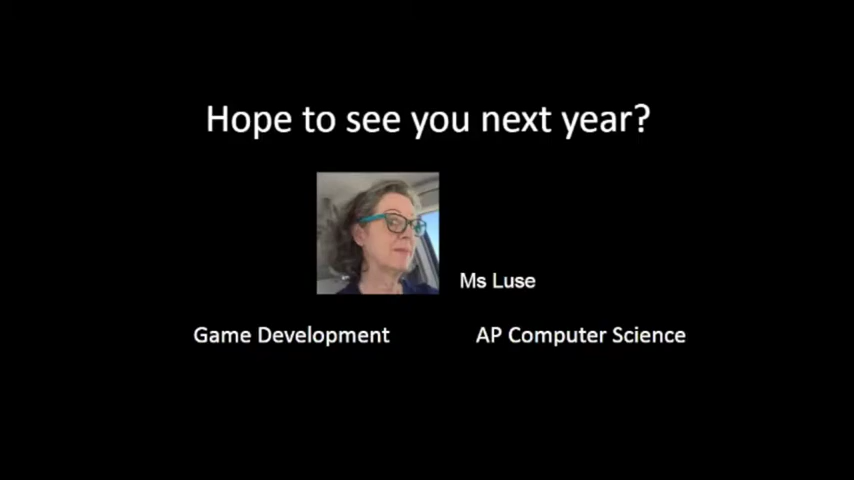 Hope to see you next year?
Ms Luse
Game Development AP Computer Science